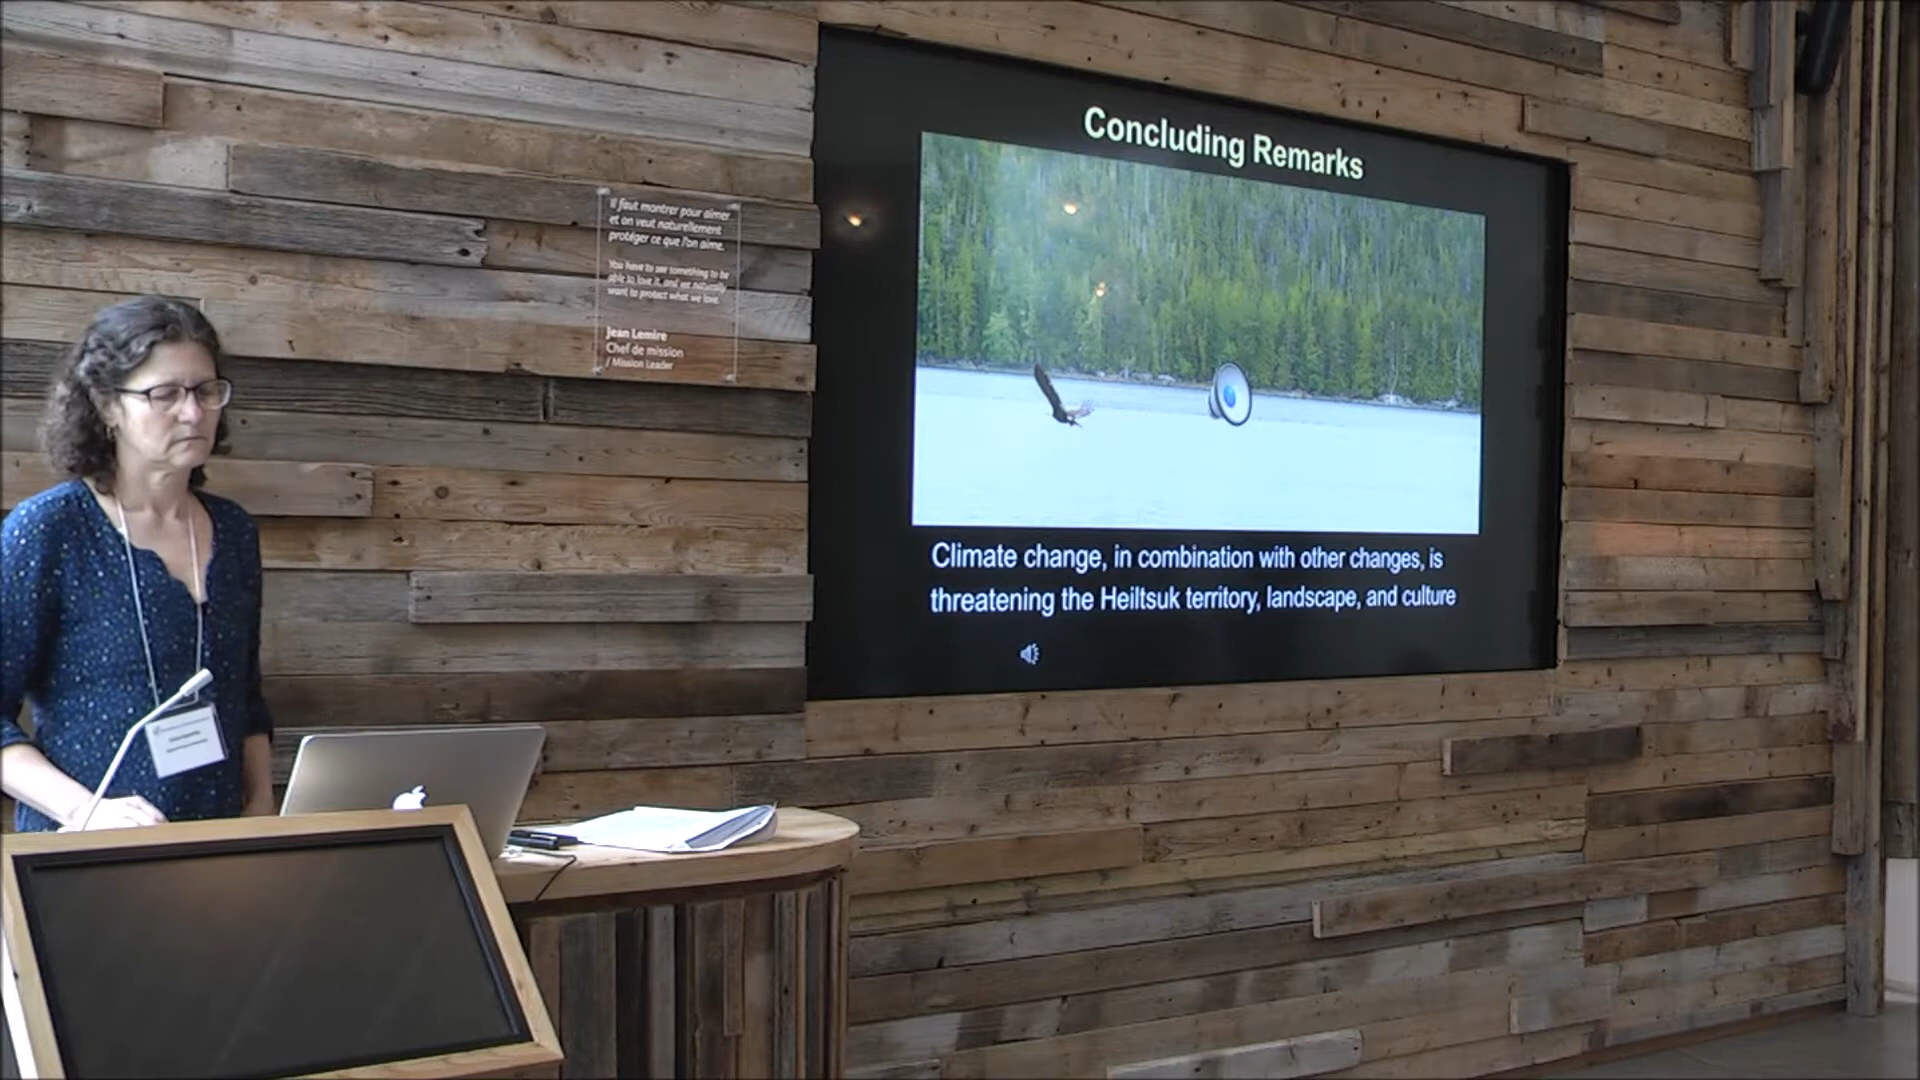 Il faut montrer pour aimer
et on veut naturellement
protéger ce que l'on aime.
You have to see something to be
able to love it, and we naturally
want to protect what we love.
Jean Lemire
Chef de mission
/ Mission Leader
Concluding Remarks
Climate change, in combination with other changes, is
threatening the Heiltsuk territory, landscape, and culture